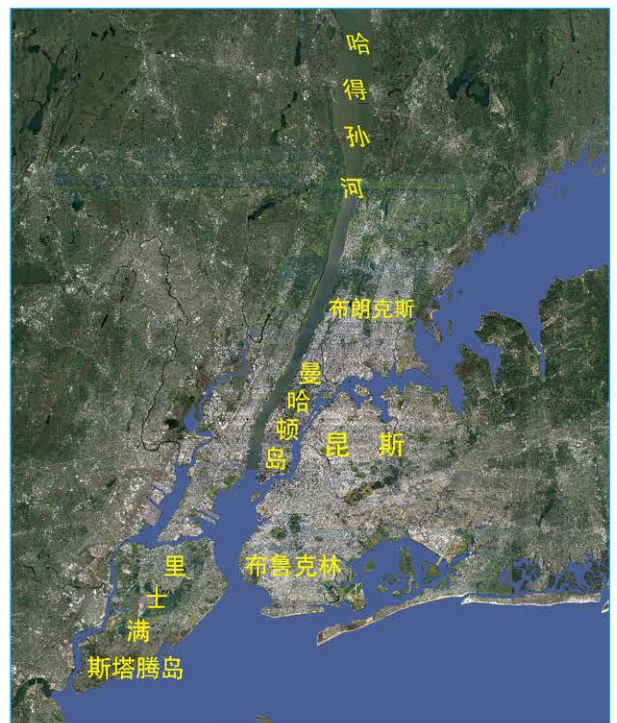 哈得孙河
布朗克斯
曼哈顿岛
昆斯
布鲁克林
里士满
斯塔腾岛